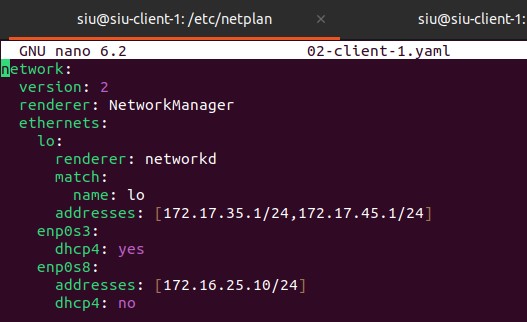 siu@siu-client-1: /etc/netplan × siu@siu-client-1:
GNU nano 6.2 02-client-1.yaml
network:
  version: 2
  renderer: NetworkManager
  ethernets:
    lo:
      renderer: networkd
      match:
        name: lo
      addresses: [172.17.35.1/24,172.17.45.1/24]
    enp0s3:
      dhcp4: yes
    enp0s8:
      addresses: [172.16.25.10/24]
      dhcp4: no